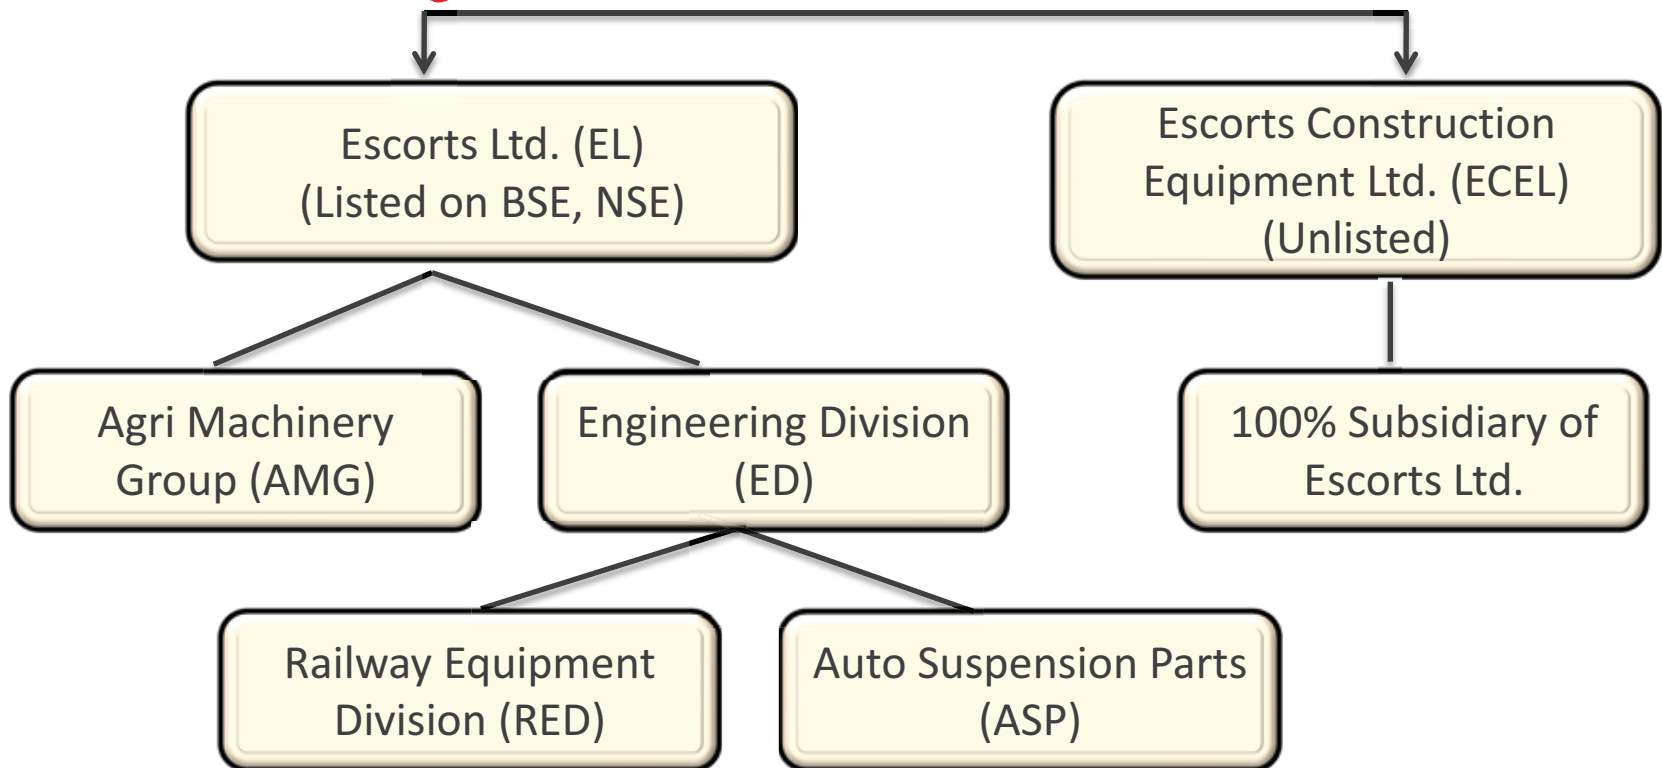 Escorts Ltd. (EL)
(Listed on BSE, NSE)
Escorts Construction
Equipment Ltd. (ECEL)
(Unlisted)
Agri Machinery
Group (AMG)
Engineering Division
(ED)
100% Subsidiary of
Escorts Ltd.
Railway Equipment
Division (RED)
Auto Suspension Parts
(ASP)